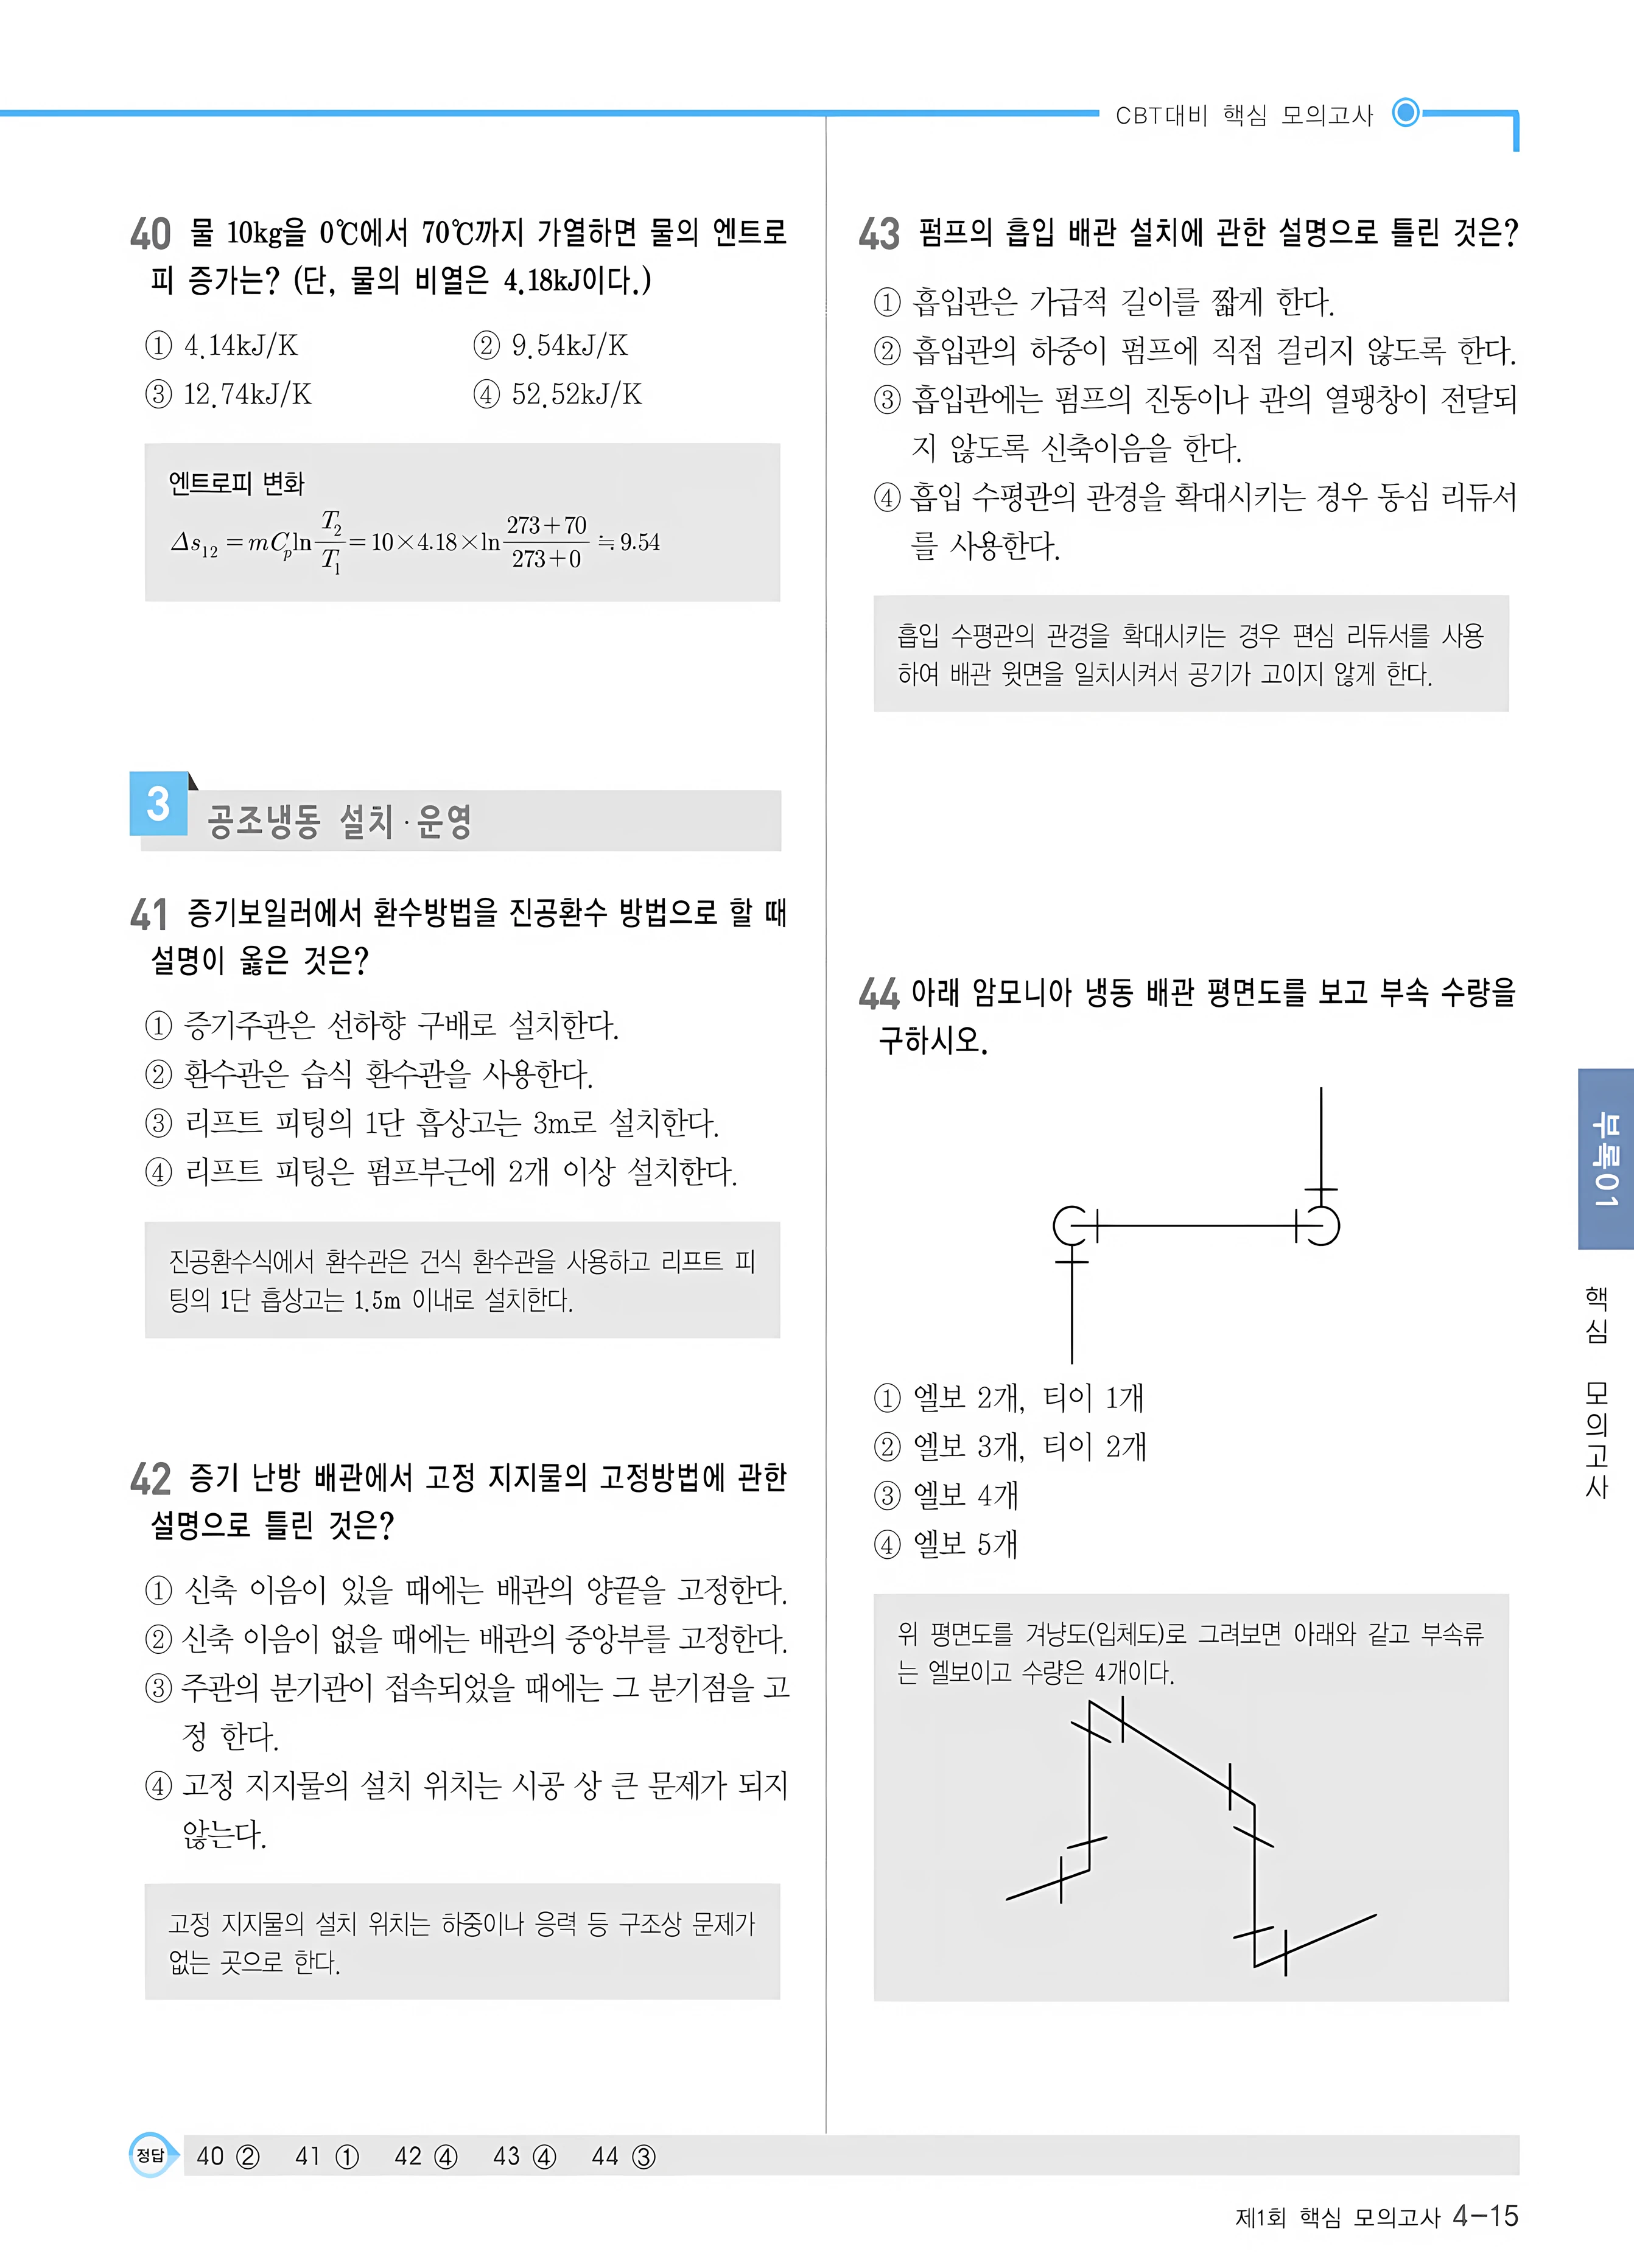 CBT대비 핵심 모의고사
40 물 10kg을 0℃에서 70℃까지 가열하면 물의 엔트로
피 증가는? (단, 물의 비열은 4.18kJ이다.)
① 4.14kJ/K ② 9.54kJ/K
③ 12.74kJ/K ④ 52.52kJ/K
엔트로피 변화
Δs₁₂ = mCₚln T₂/T₁ = 10×4.18×ln (273+70)/(273+0) ≒ 9.54
3 공조냉동 설치·운영
41 증기보일러에서 환수방법을 진공환수 방법으로 할 때
설명이 옳은 것은?
① 증기주관은 선하향 구배로 설치한다.
② 환수관은 습식 환수관을 사용한다.
③ 리프트 피팅의 1단 흡상고는 3m로 설치한다.
④ 리프트 피팅은 펌프부근에 2개 이상 설치한다.
진공환수식에서 환수관은 건식 환수관을 사용하고 리프트 피
팅의 1단 흡상고는 1.5m 이내로 설치한다.
42 증기 난방 배관에서 고정 지지물의 고정방법에 관한
설명으로 틀린 것은?
① 신축 이음이 있을 때에는 배관의 양끝을 고정한다.
② 신축 이음이 없을 때에는 배관의 중앙부를 고정한다.
③ 주관의 분기관이 접속되었을 때에는 그 분기점을 고
정 한다.
④ 고정 지지물의 설치 위치는 시공 상 큰 문제가 되지
않는다.
고정 지지물의 설치 위치는 하중이나 응력 등 구조상 문제가
없는 곳으로 한다.
43 펌프의 흡입 배관 설치에 관한 설명으로 틀린 것은?
① 흡입관은 가급적 길이를 짧게 한다.
② 흡입관의 하중이 펌프에 직접 걸리지 않도록 한다.
③ 흡입관에는 펌프의 진동이나 관의 열팽창이 전달되
지 않도록 신축이음을 한다.
④ 흡입 수평관의 관경을 확대시키는 경우 동심 리듀서
를 사용한다.
흡입 수평관의 관경을 확대시키는 경우 편심 리듀서를 사용
하여 배관 윗면을 일치시켜서 공기가 고이지 않게 한다.
44 아래 암모니아 냉동 배관 평면도를 보고 부속 수량을
구하시오.
① 엘보 2개, 티이 1개
② 엘보 3개, 티이 2개
③ 엘보 4개
④ 엘보 5개
위 평면도를 겨냥도(입체도)로 그려보면 아래와 같고 부속류
는 엘보이고 수량은 4개이다.
부록01
핵심 모의고사
정답 40 ② 41 ① 42 ④ 43 ④ 44 ③
제1회 핵심 모의고사 4-15